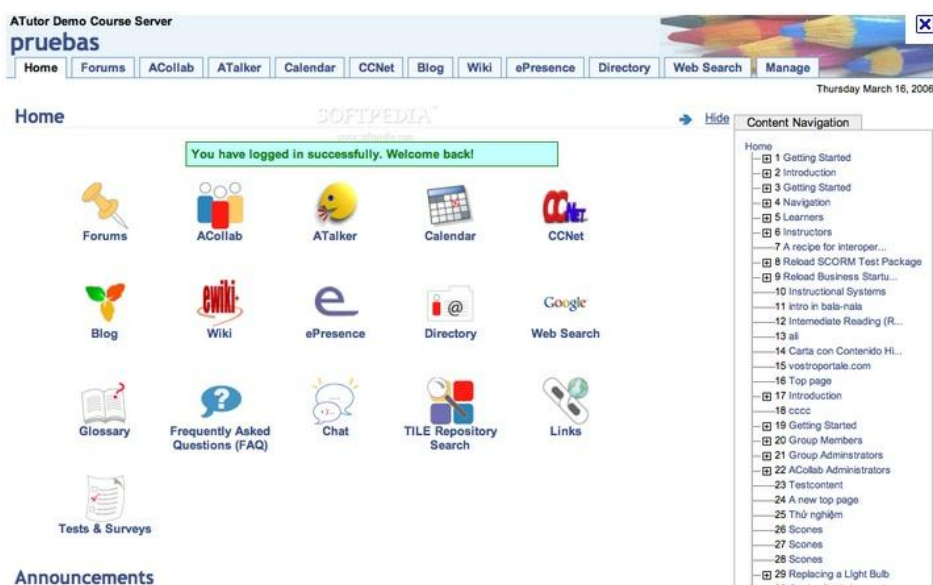 ATutor Demo Course Server
pruebas
Home Forums ACollab ATalker Calendar CCNet Blog Wiki ePresence Directory Web Search Manage
Thursday March 16, 2006
Home
SOFTPEDIA
Hide
Content Navigation
You have logged in successfully. Welcome back!
Forums ACollab ATalker Calendar CCNet
CCNet
ewiki
@
Google
Blog Wiki ePresence Directory Web Search
Glossary Frequently Asked Questions (FAQ) Chat TILE Repository Search Links
Tests & Surveys
Announcements
Home
1 Getting Started
2 Introduction
3 Getting Started
4 Navigation
5 Learners
6 Instructors
7 A recipe for interoper...
8 Reload SCORM Test Package
9 Reload Business Startu...
10 Instructional Systems
11 intro in bala-nala
12 Intemediate Reading (R...
13 ali
14 Carta con Contenido Hi...
15 vostroportale.com
16 Top page
17 Introduction
18 cccc
19 Getting Started
20 Group Members
21 Group Adminstrators
22 ACollab Administrators
23 Testcontent
24 A new top page
25 Thử nghiệm
26 Scones
27 Scones
28 Scones
29 Replacing a Light Bulb